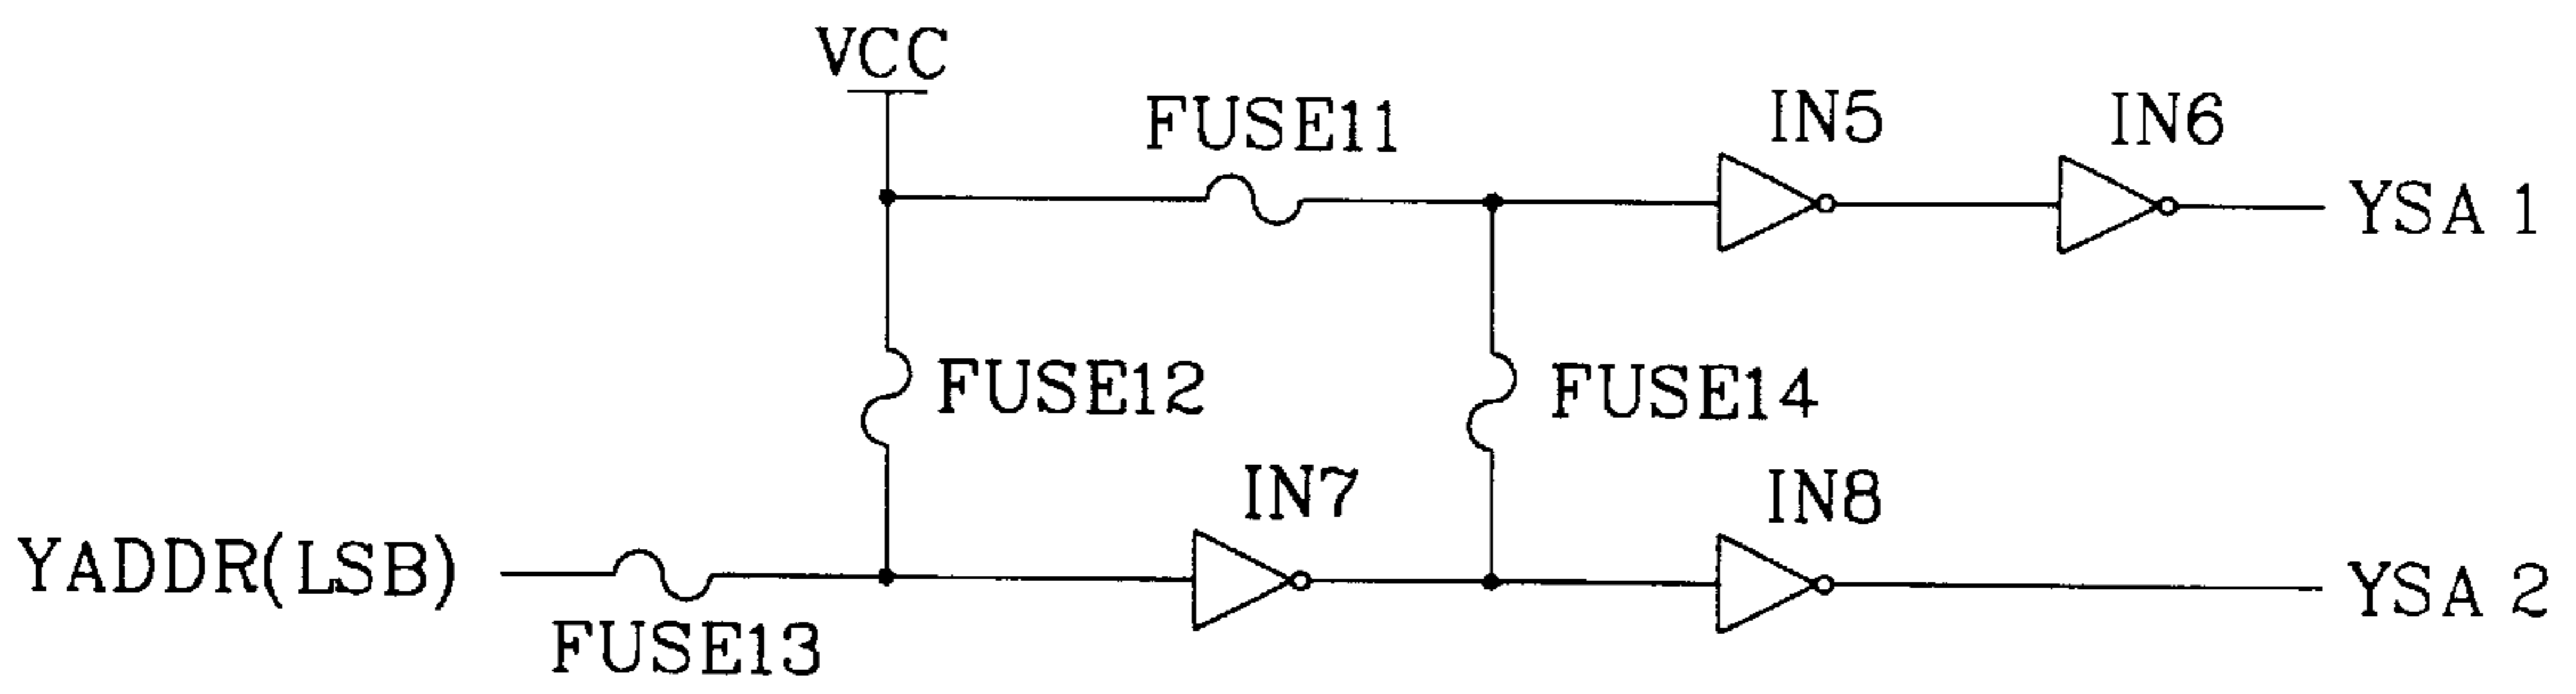 VCC
FUSE11
IN5
IN6
YSA 1
FUSE12
FUSE14
IN7
IN8
YADDR(LSB)
FUSE13
YSA 2